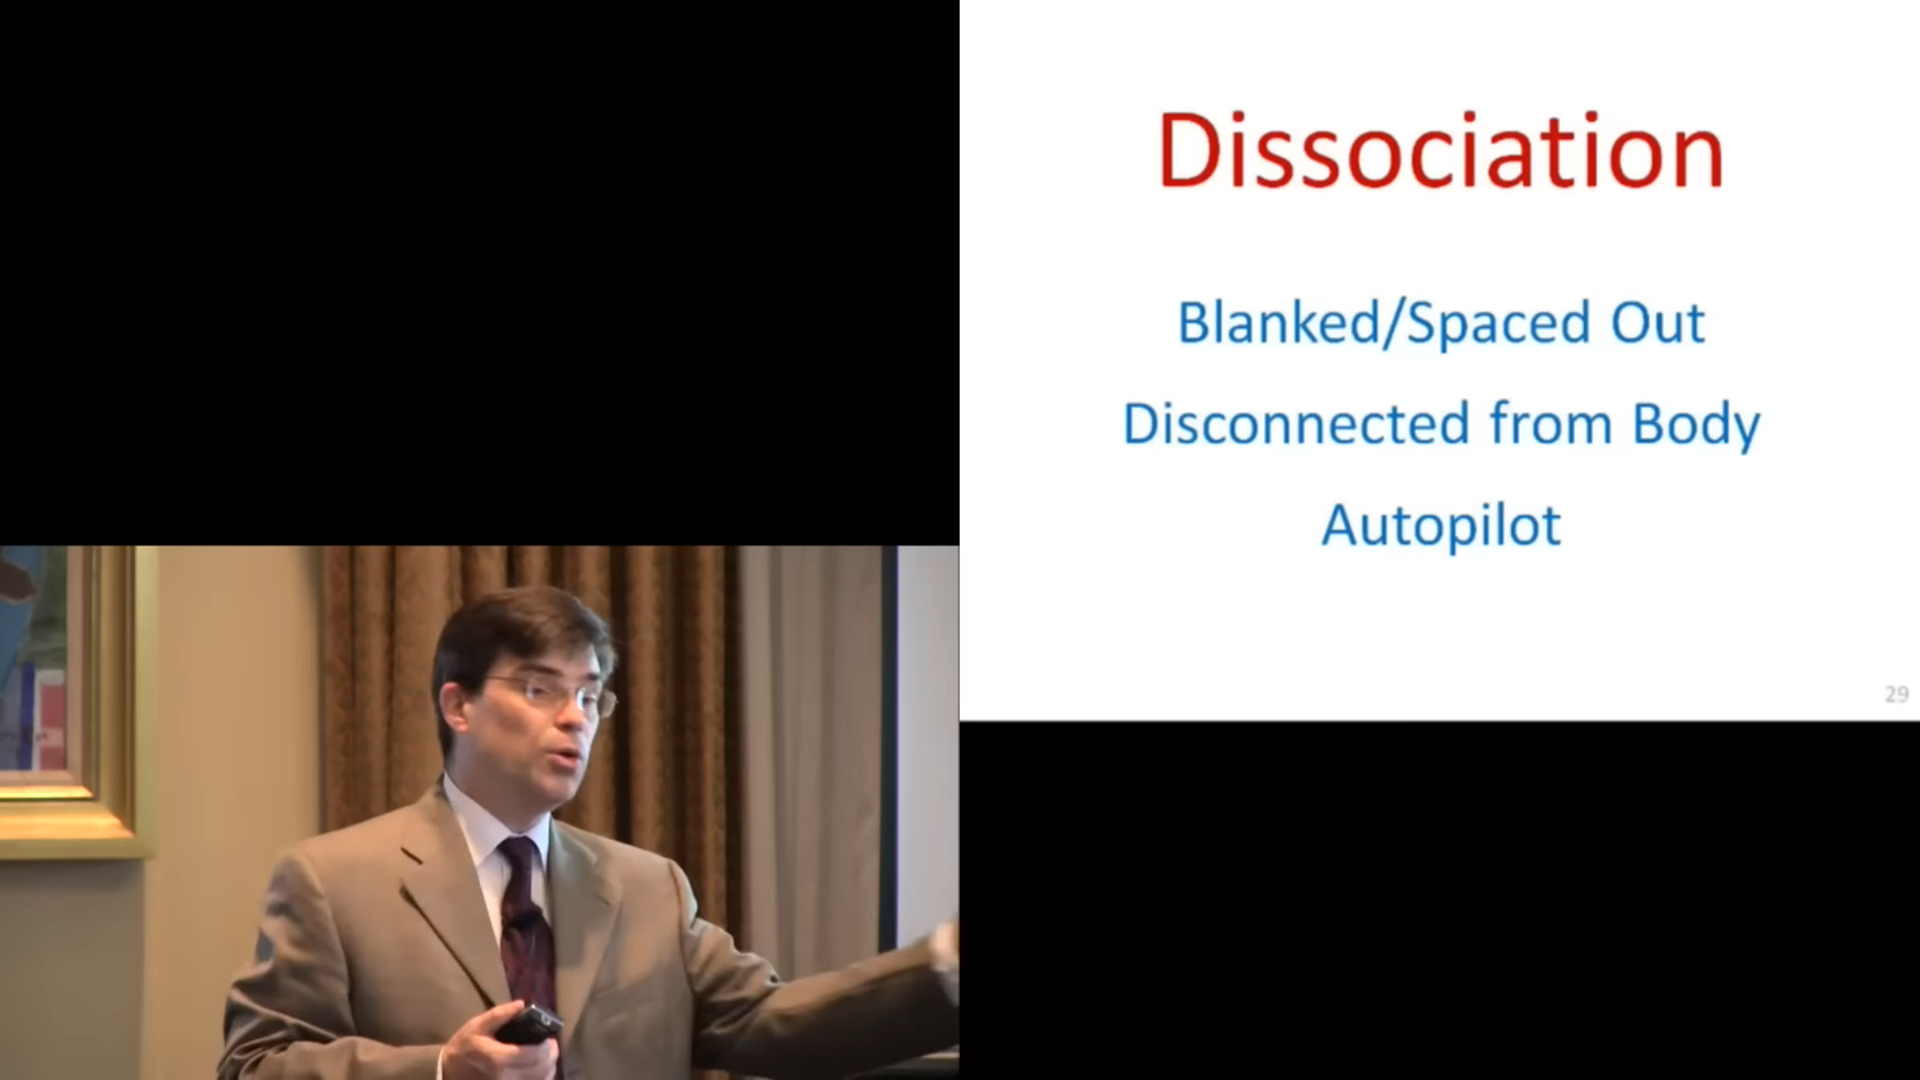 Dissociation
Blanked/Spaced Out
Disconnected from Body
Autopilot
29